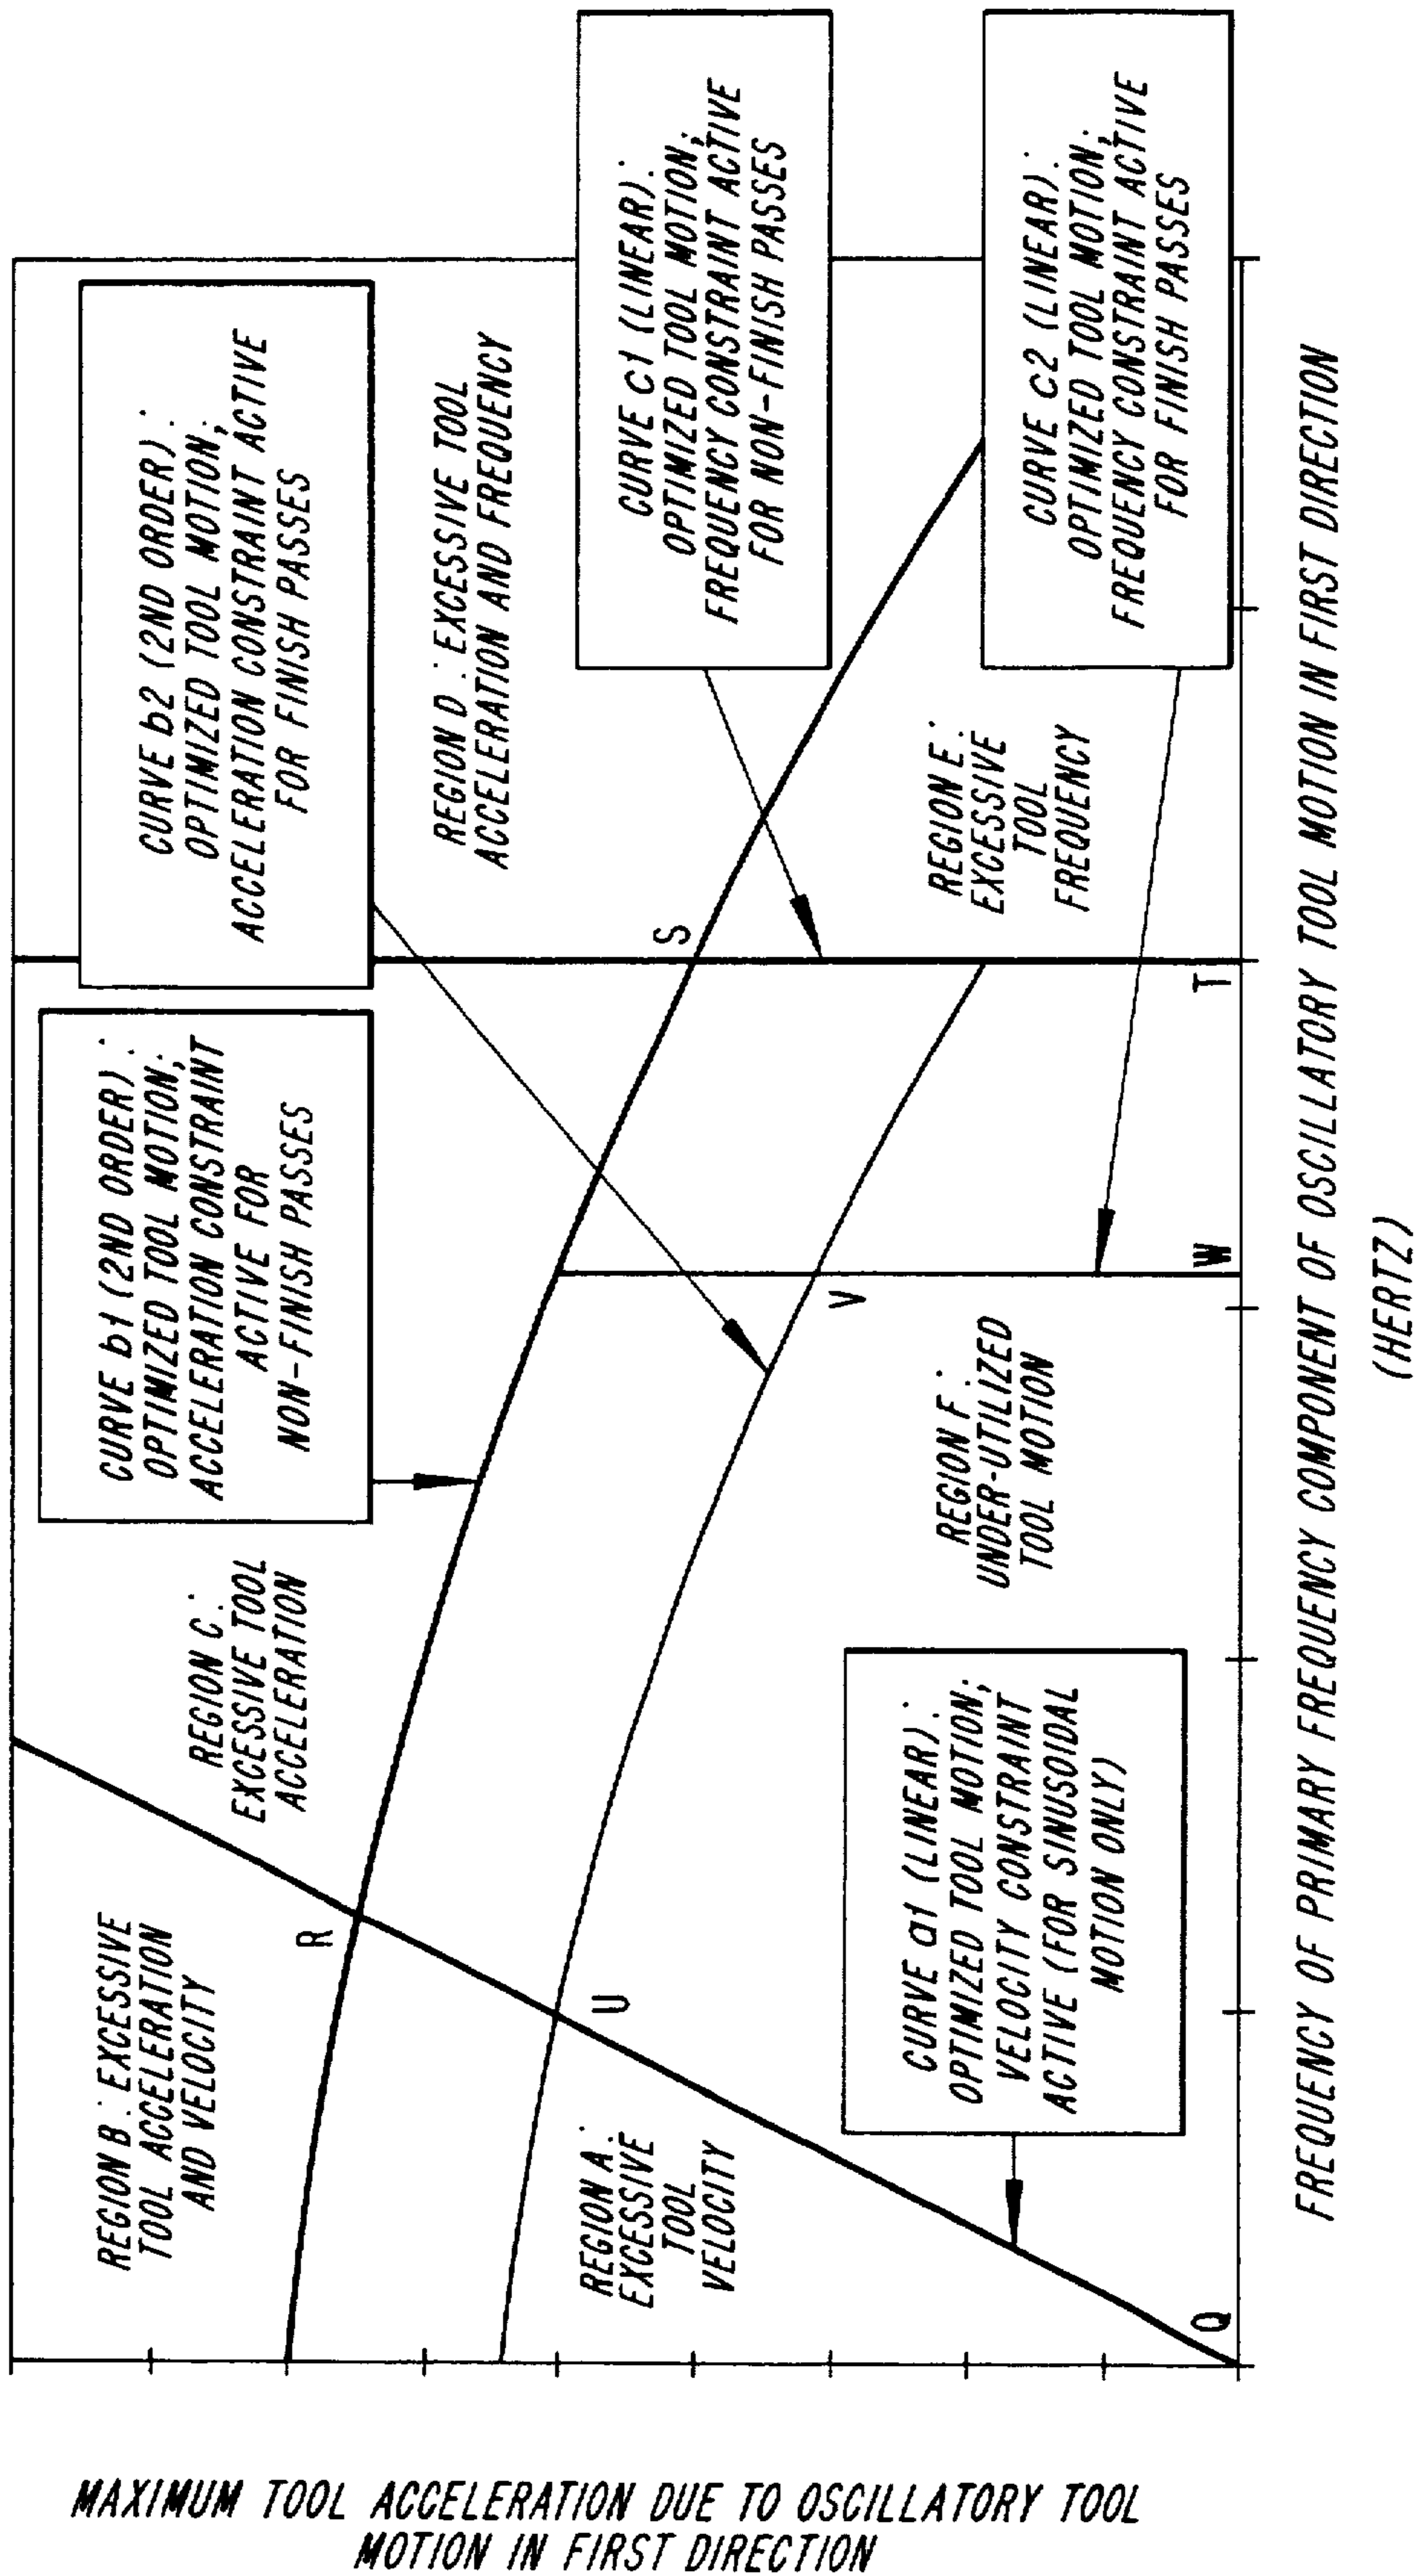 MAXIMUM TOOL ACCELERATION DUE TO OSCILLATORY TOOL
MOTION IN FIRST DIRECTION
REGION B: EXCESSIVE
TOOL ACCELERATION
AND VELOCITY
REGION C:
EXCESSIVE TOOL
ACCELERATION
CURVE b1 (2ND ORDER):
OPTIMIZED TOOL MOTION;
ACCELERATION CONSTRAINT
ACTIVE FOR
NON-FINISH PASSES
CURVE b2 (2ND ORDER):
OPTIMIZED TOOL MOTION;
ACCELERATION CONSTRAINT ACTIVE
FOR FINISH PASSES
REGION D: EXCESSIVE TOOL
ACCELERATION AND FREQUENCY
CURVE c1 (LINEAR):
OPTIMIZED TOOL MOTION;
FREQUENCY CONSTRAINT ACTIVE
FOR NON-FINISH PASSES
CURVE c2 (LINEAR):
OPTIMIZED TOOL MOTION;
FREQUENCY CONSTRAINT ACTIVE
FOR FINISH PASSES
R
S
U
V
REGION A:
EXCESSIVE
TOOL
VELOCITY
REGION F:
UNDER-UTILIZED
TOOL MOTION
REGION E:
EXCESSIVE
TOOL
FREQUENCY
CURVE a1 (LINEAR):
OPTIMIZED TOOL MOTION;
VELOCITY CONSTRAINT
ACTIVE (FOR SINUSOIDAL
MOTION ONLY)
Q
W
T
FREQUENCY OF PRIMARY FREQUENCY COMPONENT OF OSCILLATORY TOOL MOTION IN FIRST DIRECTION
(HERTZ)